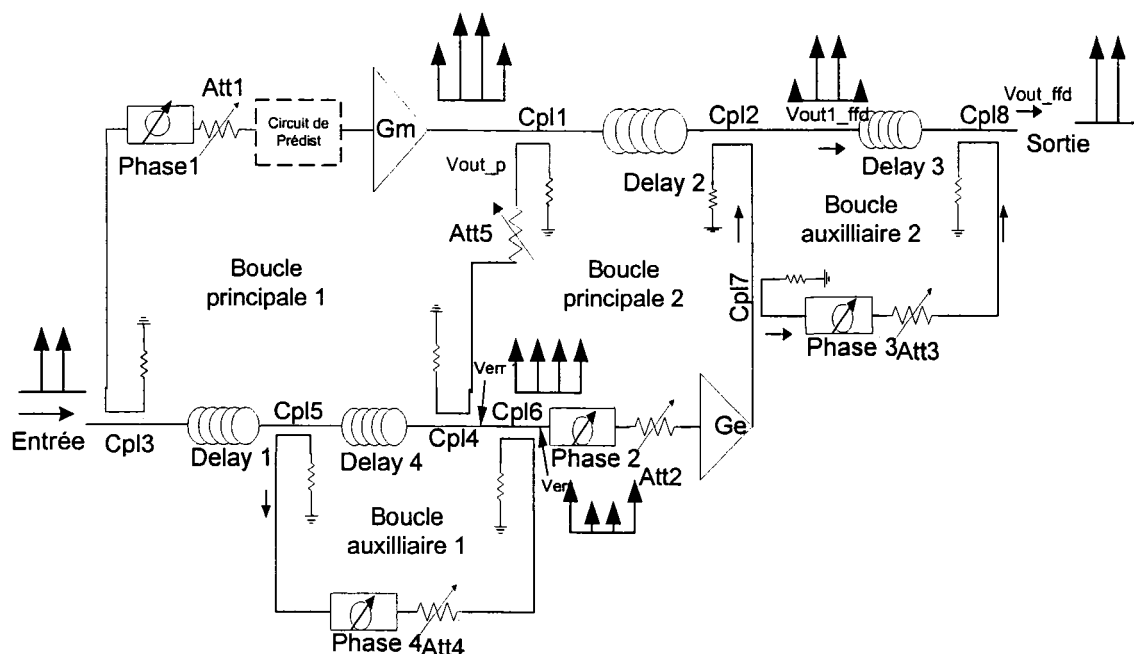 Att1
Phase1
Circuit de
Prédist
Gm
Vout_p
Cpl1
Delay 2
Cpl2
Vout1_ffd
Delay 3
Cpl8
Vout_ffd
Sortie
Att5
Boucle
principale 1
Boucle
principale 2
Boucle
auxilliaire 2
Cpl7
Phase 3
Att3
Entrée
Cpl3
Delay 1
Cpl5
Delay 4
Cpl4
Verr
Cpl6
Phase 2
Att2
Ge
Boucle
auxilliaire 1
Phase 4
Att4